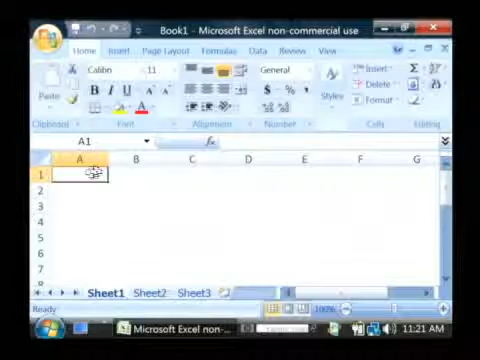 Book1 - Microsoft Excel non-commercial use
Home Insert Page Layout Formulas Data Review View
Calibri 11 General Insert Σ
B I U A $ % , Delete
Paste Styles Format
Clipboard Font Alignment Number Cells Editing
A1 fx
A B C D E F G
1
2
3
4
5
6
7
8
Sheet1 Sheet2 Sheet3
Ready 100%
Microsoft Excel non-... 11:21 AM